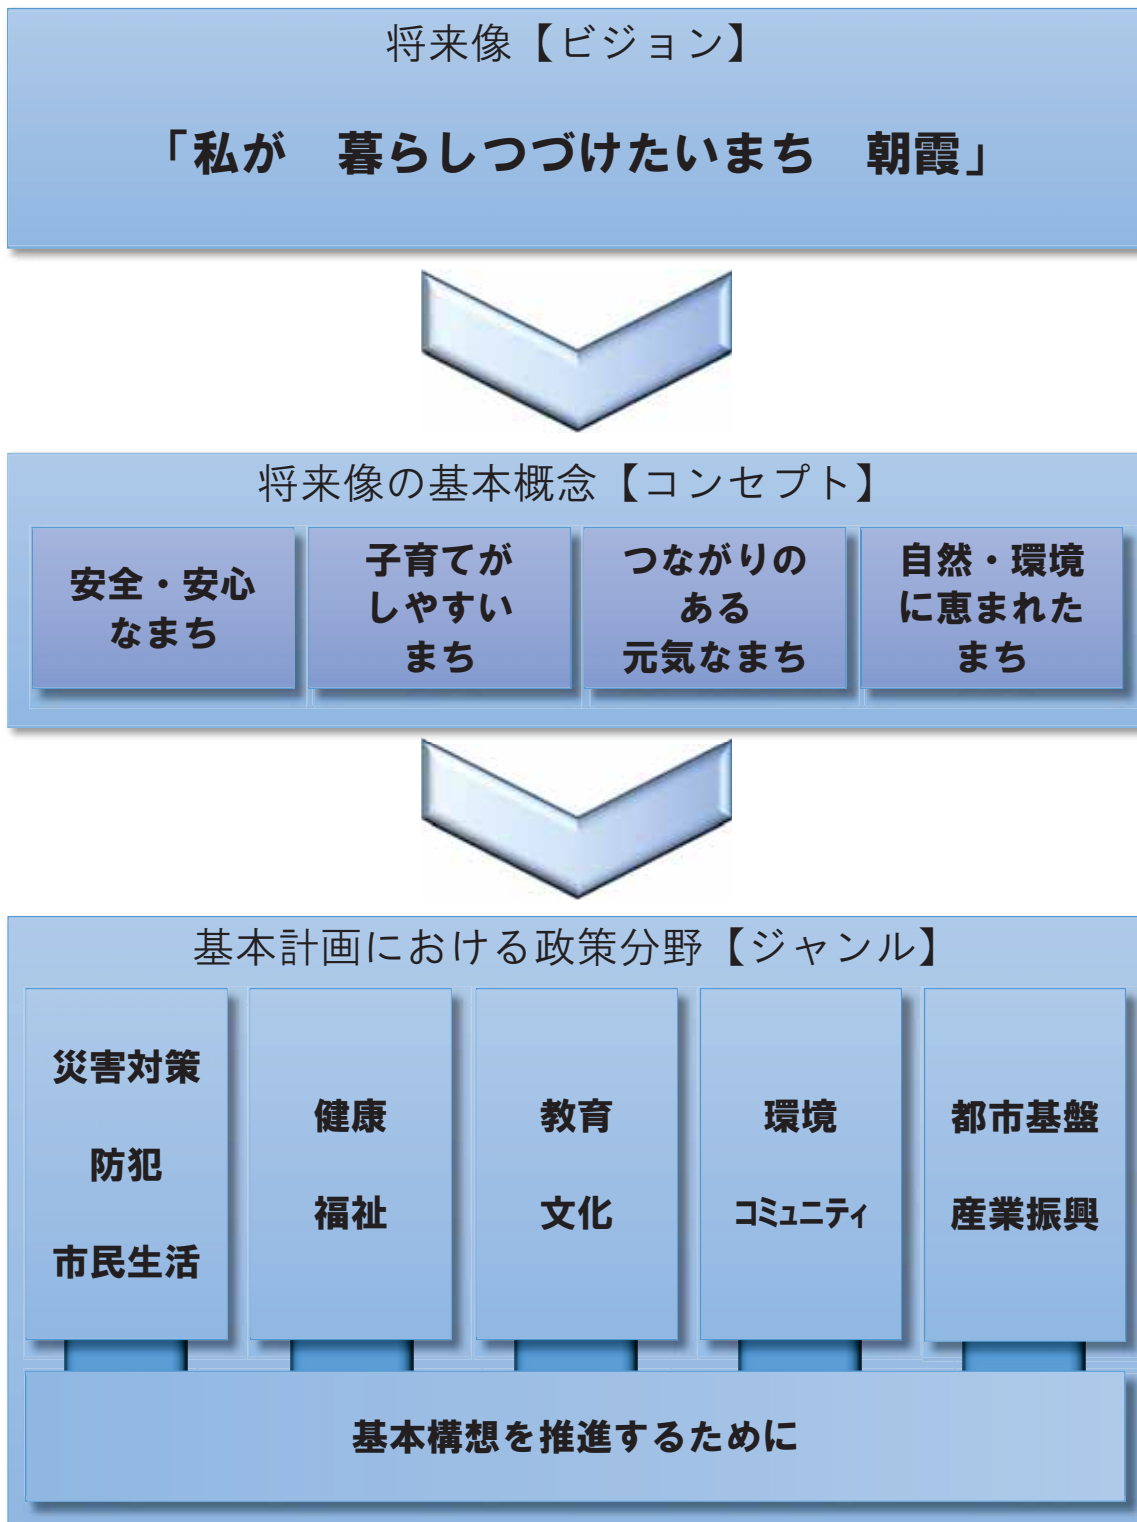 将来像【ビジョン】
「私が　暮らしつづけたいまち　朝霞」
将来像の基本概念【コンセプト】
安全・安心
なまち
子育てが
しやすい
まち
つながりの
ある
元気なまち
自然・環境
に恵まれた
まち
基本計画における政策分野【ジャンル】
災害対策
防犯
市民生活
健康
福祉
教育
文化
環境
コミュニティ
都市基盤
産業振興
基本構想を推進するために